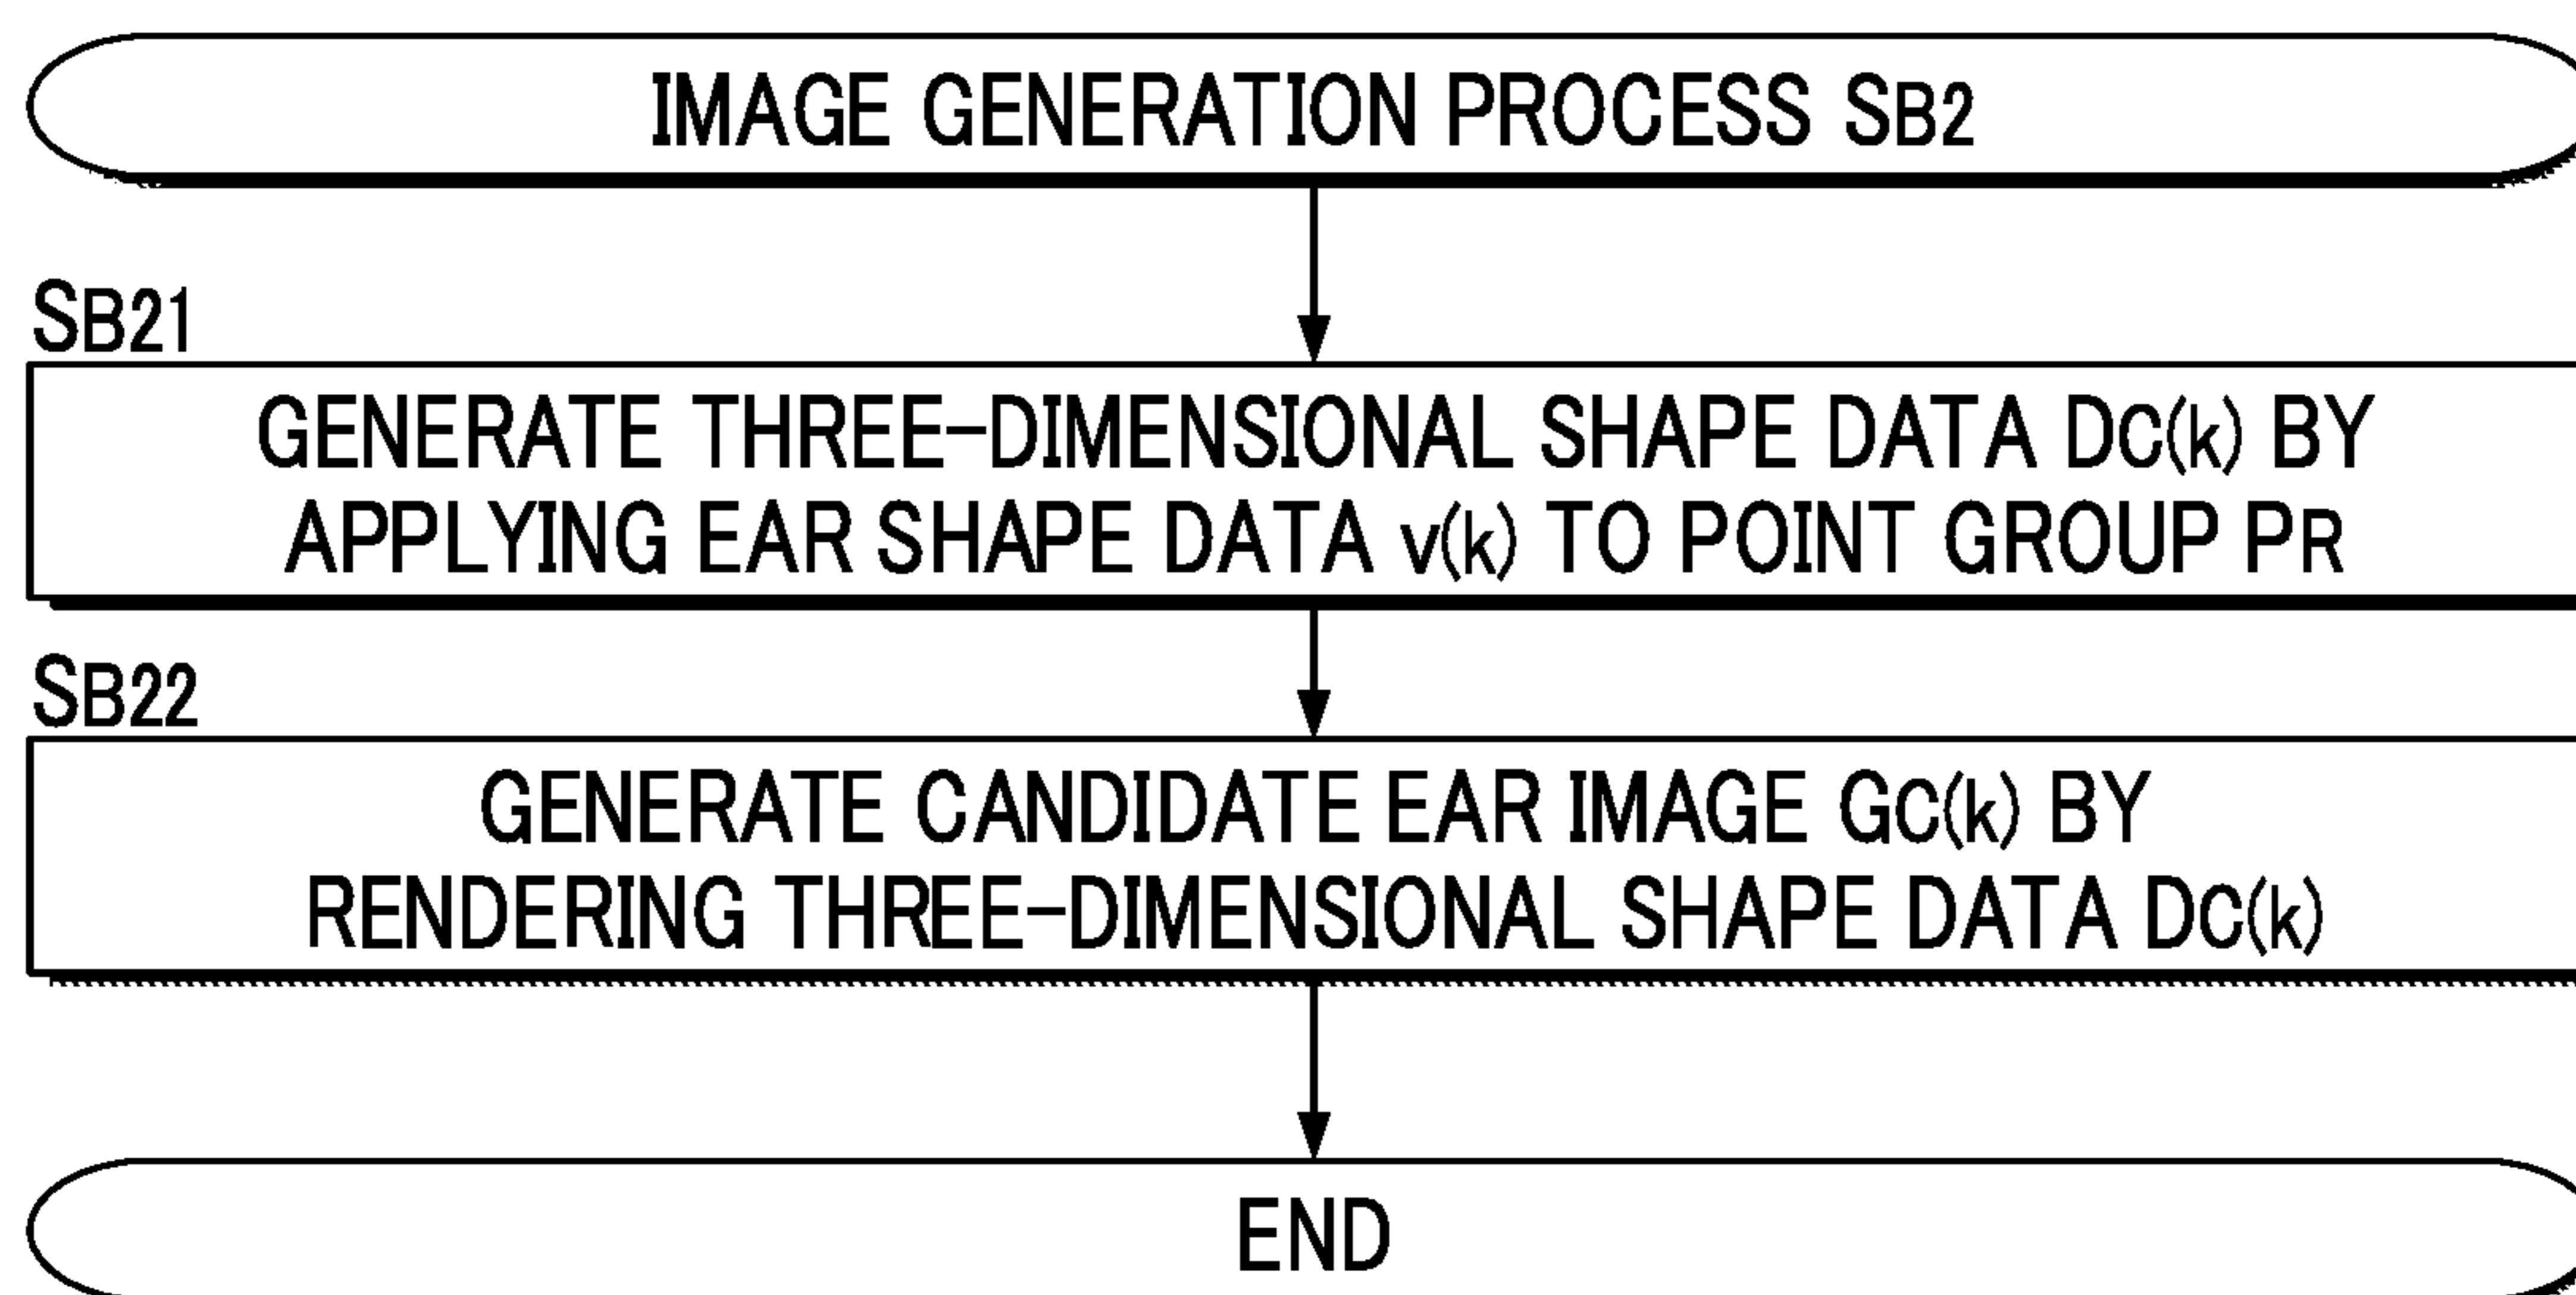 IMAGE GENERATION PROCESS SB2
SB21
GENERATE THREE-DIMENSIONAL SHAPE DATA DC(k) BY
APPLYING EAR SHAPE DATA v(k) TO POINT GROUP PR
SB22
GENERATE CANDIDATE EAR IMAGE GC(k) BY
RENDERING THREE-DIMENSIONAL SHAPE DATA DC(k)
END